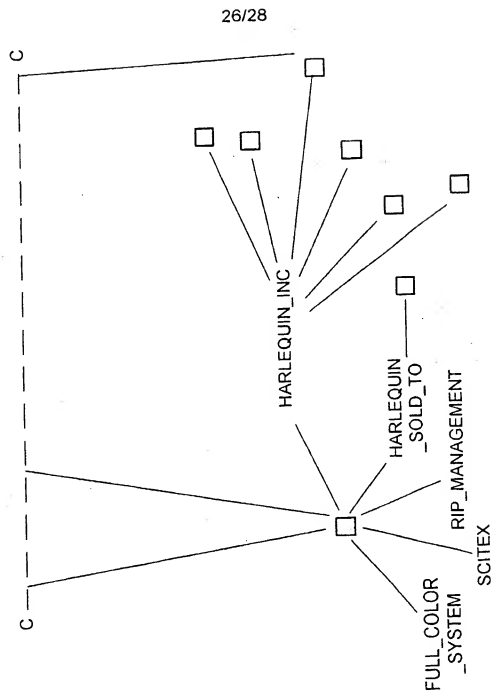 26/28
C
C
HARLEQUIN_INC
HARLEQUIN
_SOLD_TO
RIP_MANAGEMENT
SCITEX
FULL_COLOR
_SYSTEM